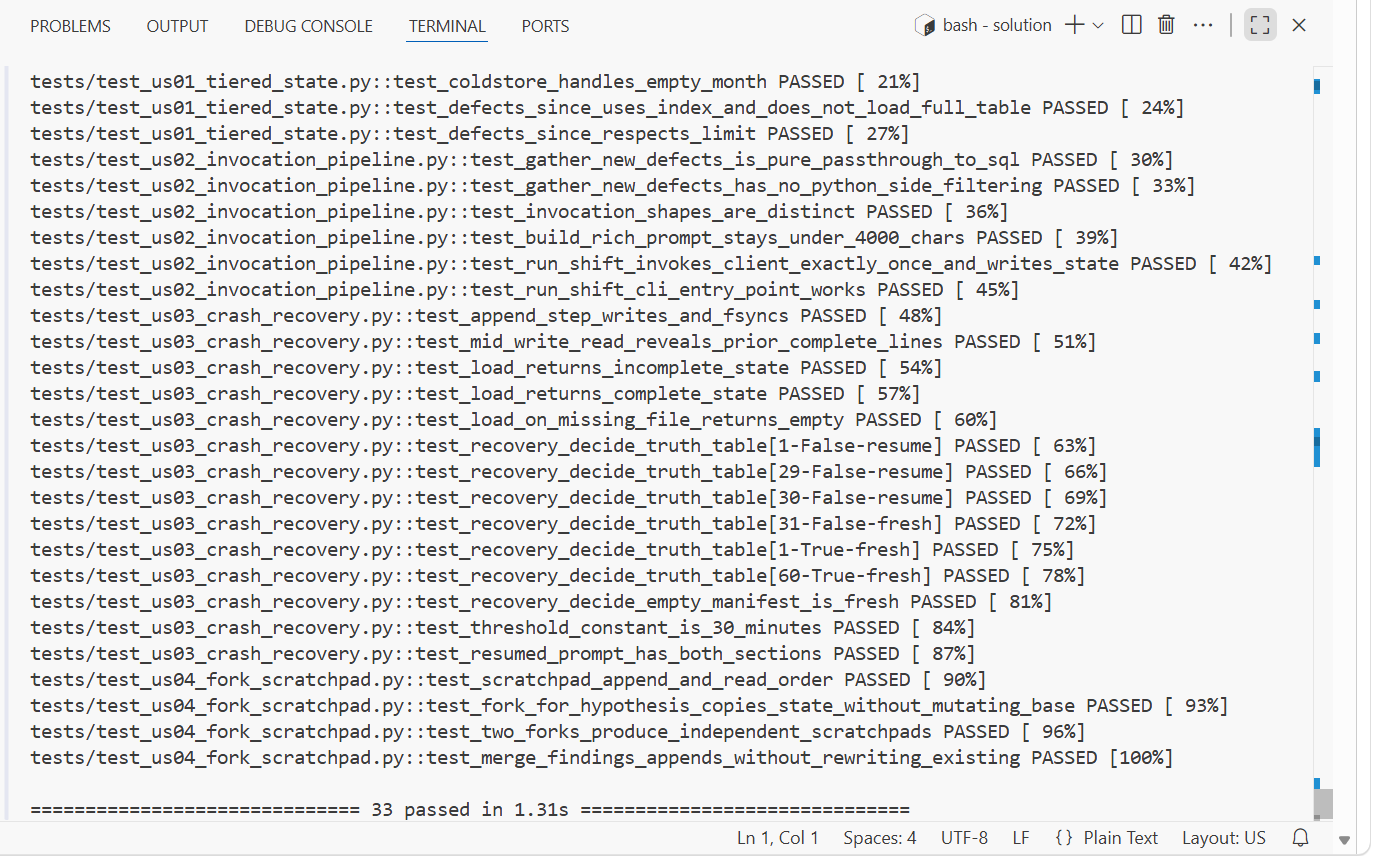 PROBLEMS OUTPUT DEBUG CONSOLE TERMINAL PORTS bash - solution
tests/test_us01_tiered_state.py::test_coldstore_handles_empty_month PASSED [ 21%]
tests/test_us01_tiered_state.py::test_defects_since_uses_index_and_does_not_load_full_table PASSED [ 24%]
tests/test_us01_tiered_state.py::test_defects_since_respects_limit PASSED [ 27%]
tests/test_us02_invocation_pipeline.py::test_gather_new_defects_is_pure_passthrough_to_sql PASSED [ 30%]
tests/test_us02_invocation_pipeline.py::test_gather_new_defects_has_no_python_side_filtering PASSED [ 33%]
tests/test_us02_invocation_pipeline.py::test_invocation_shapes_are_distinct PASSED [ 36%]
tests/test_us02_invocation_pipeline.py::test_build_rich_prompt_stays_under_4000_chars PASSED [ 39%]
tests/test_us02_invocation_pipeline.py::test_run_shift_invokes_client_exactly_once_and_writes_state PASSED [ 42%]
tests/test_us02_invocation_pipeline.py::test_run_shift_cli_entry_point_works PASSED [ 45%]
tests/test_us03_crash_recovery.py::test_append_step_writes_and_fsyncs PASSED [ 48%]
tests/test_us03_crash_recovery.py::test_mid_write_read_reveals_prior_complete_lines PASSED [ 51%]
tests/test_us03_crash_recovery.py::test_load_returns_incomplete_state PASSED [ 54%]
tests/test_us03_crash_recovery.py::test_load_returns_complete_state PASSED [ 57%]
tests/test_us03_crash_recovery.py::test_load_on_missing_file_returns_empty PASSED [ 60%]
tests/test_us03_crash_recovery.py::test_recovery_decide_truth_table[1-False-resume] PASSED [ 63%]
tests/test_us03_crash_recovery.py::test_recovery_decide_truth_table[29-False-resume] PASSED [ 66%]
tests/test_us03_crash_recovery.py::test_recovery_decide_truth_table[30-False-resume] PASSED [ 69%]
tests/test_us03_crash_recovery.py::test_recovery_decide_truth_table[31-False-fresh] PASSED [ 72%]
tests/test_us03_crash_recovery.py::test_recovery_decide_truth_table[1-True-fresh] PASSED [ 75%]
tests/test_us03_crash_recovery.py::test_recovery_decide_truth_table[60-True-fresh] PASSED [ 78%]
tests/test_us03_crash_recovery.py::test_recovery_decide_empty_manifest_is_fresh PASSED [ 81%]
tests/test_us03_crash_recovery.py::test_threshold_constant_is_30_minutes PASSED [ 84%]
tests/test_us03_crash_recovery.py::test_resumed_prompt_has_both_sections PASSED [ 87%]
tests/test_us04_fork_scratchpad.py::test_scratchpad_append_and_read_order PASSED [ 90%]
tests/test_us04_fork_scratchpad.py::test_fork_for_hypothesis_copies_state_without_mutating_base PASSED [ 93%]
tests/test_us04_fork_scratchpad.py::test_two_forks_produce_independent_scratchpads PASSED [ 96%]
tests/test_us04_fork_scratchpad.py::test_merge_findings_appends_without_rewriting_existing PASSED [100%]
============================== 33 passed in 1.31s ==============================
Ln 1, Col 1 Spaces: 4 UTF-8 LF {} Plain Text Layout: US